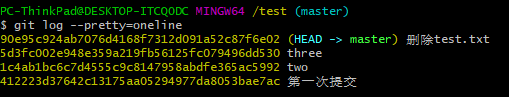 PC-ThinkPad@DESKTOP-ITCQODC MINGW64 /test (master)
$ git log --pretty=oneline
90e95c924ab7076d4168f7312d091a52c87f6e02 (HEAD -> master) 删除test.txt
5d3fc002e948e359a219fb56125fc079496dd530 three
1c4ab1bc6c7d4555c9c8147958abdfe365ac5992 two
412223d37642c13175aa05294977da8053bae7ac 第一次提交